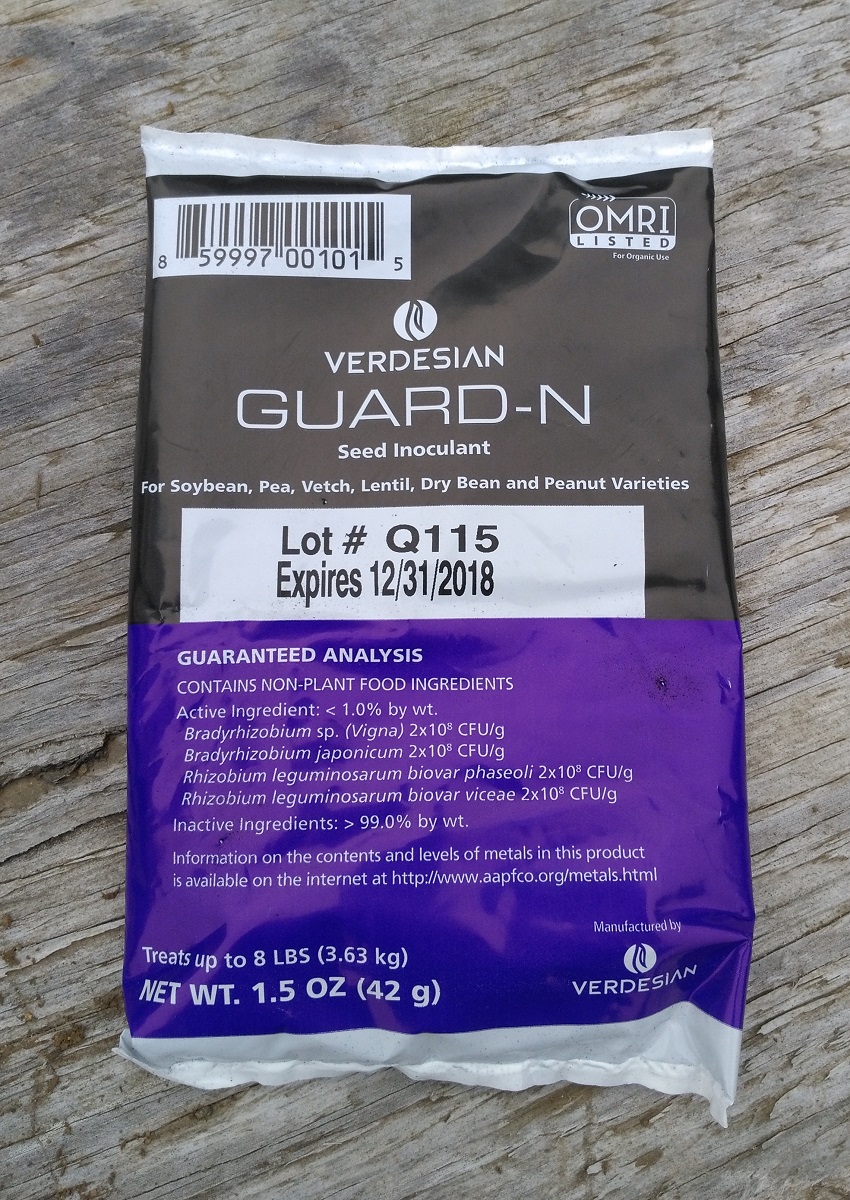 8 59997 00101 5
OMRI
LISTED
For Organic Use
VERDESIAN
GUARD-N
Seed Inoculant
For Soybean, Pea, Vetch, Lentil, Dry Bean and Peanut Varieties
Lot # Q115
Expires 12/31/2018
GUARANTEED ANALYSIS
CONTAINS NON-PLANT FOOD INGREDIENTS
Active Ingredient: < 1.0% by wt.
Bradyrhizobium sp. (Vigna) 2x10⁸ CFU/g
Bradyrhizobium japonicum 2x10⁸ CFU/g
Rhizobium leguminosarum biovar phaseoli 2x10⁸ CFU/g
Rhizobium leguminosarum biovar viceae 2x10⁸ CFU/g
Inactive Ingredients: > 99.0% by wt.
Information on the contents and levels of metals in this product
is available on the internet at http://www.aapfco.org/metals.html
Treats up to 8 LBS (3.63 kg)
NET WT. 1.5 OZ (42 g)
Manufactured by
VERDESIAN